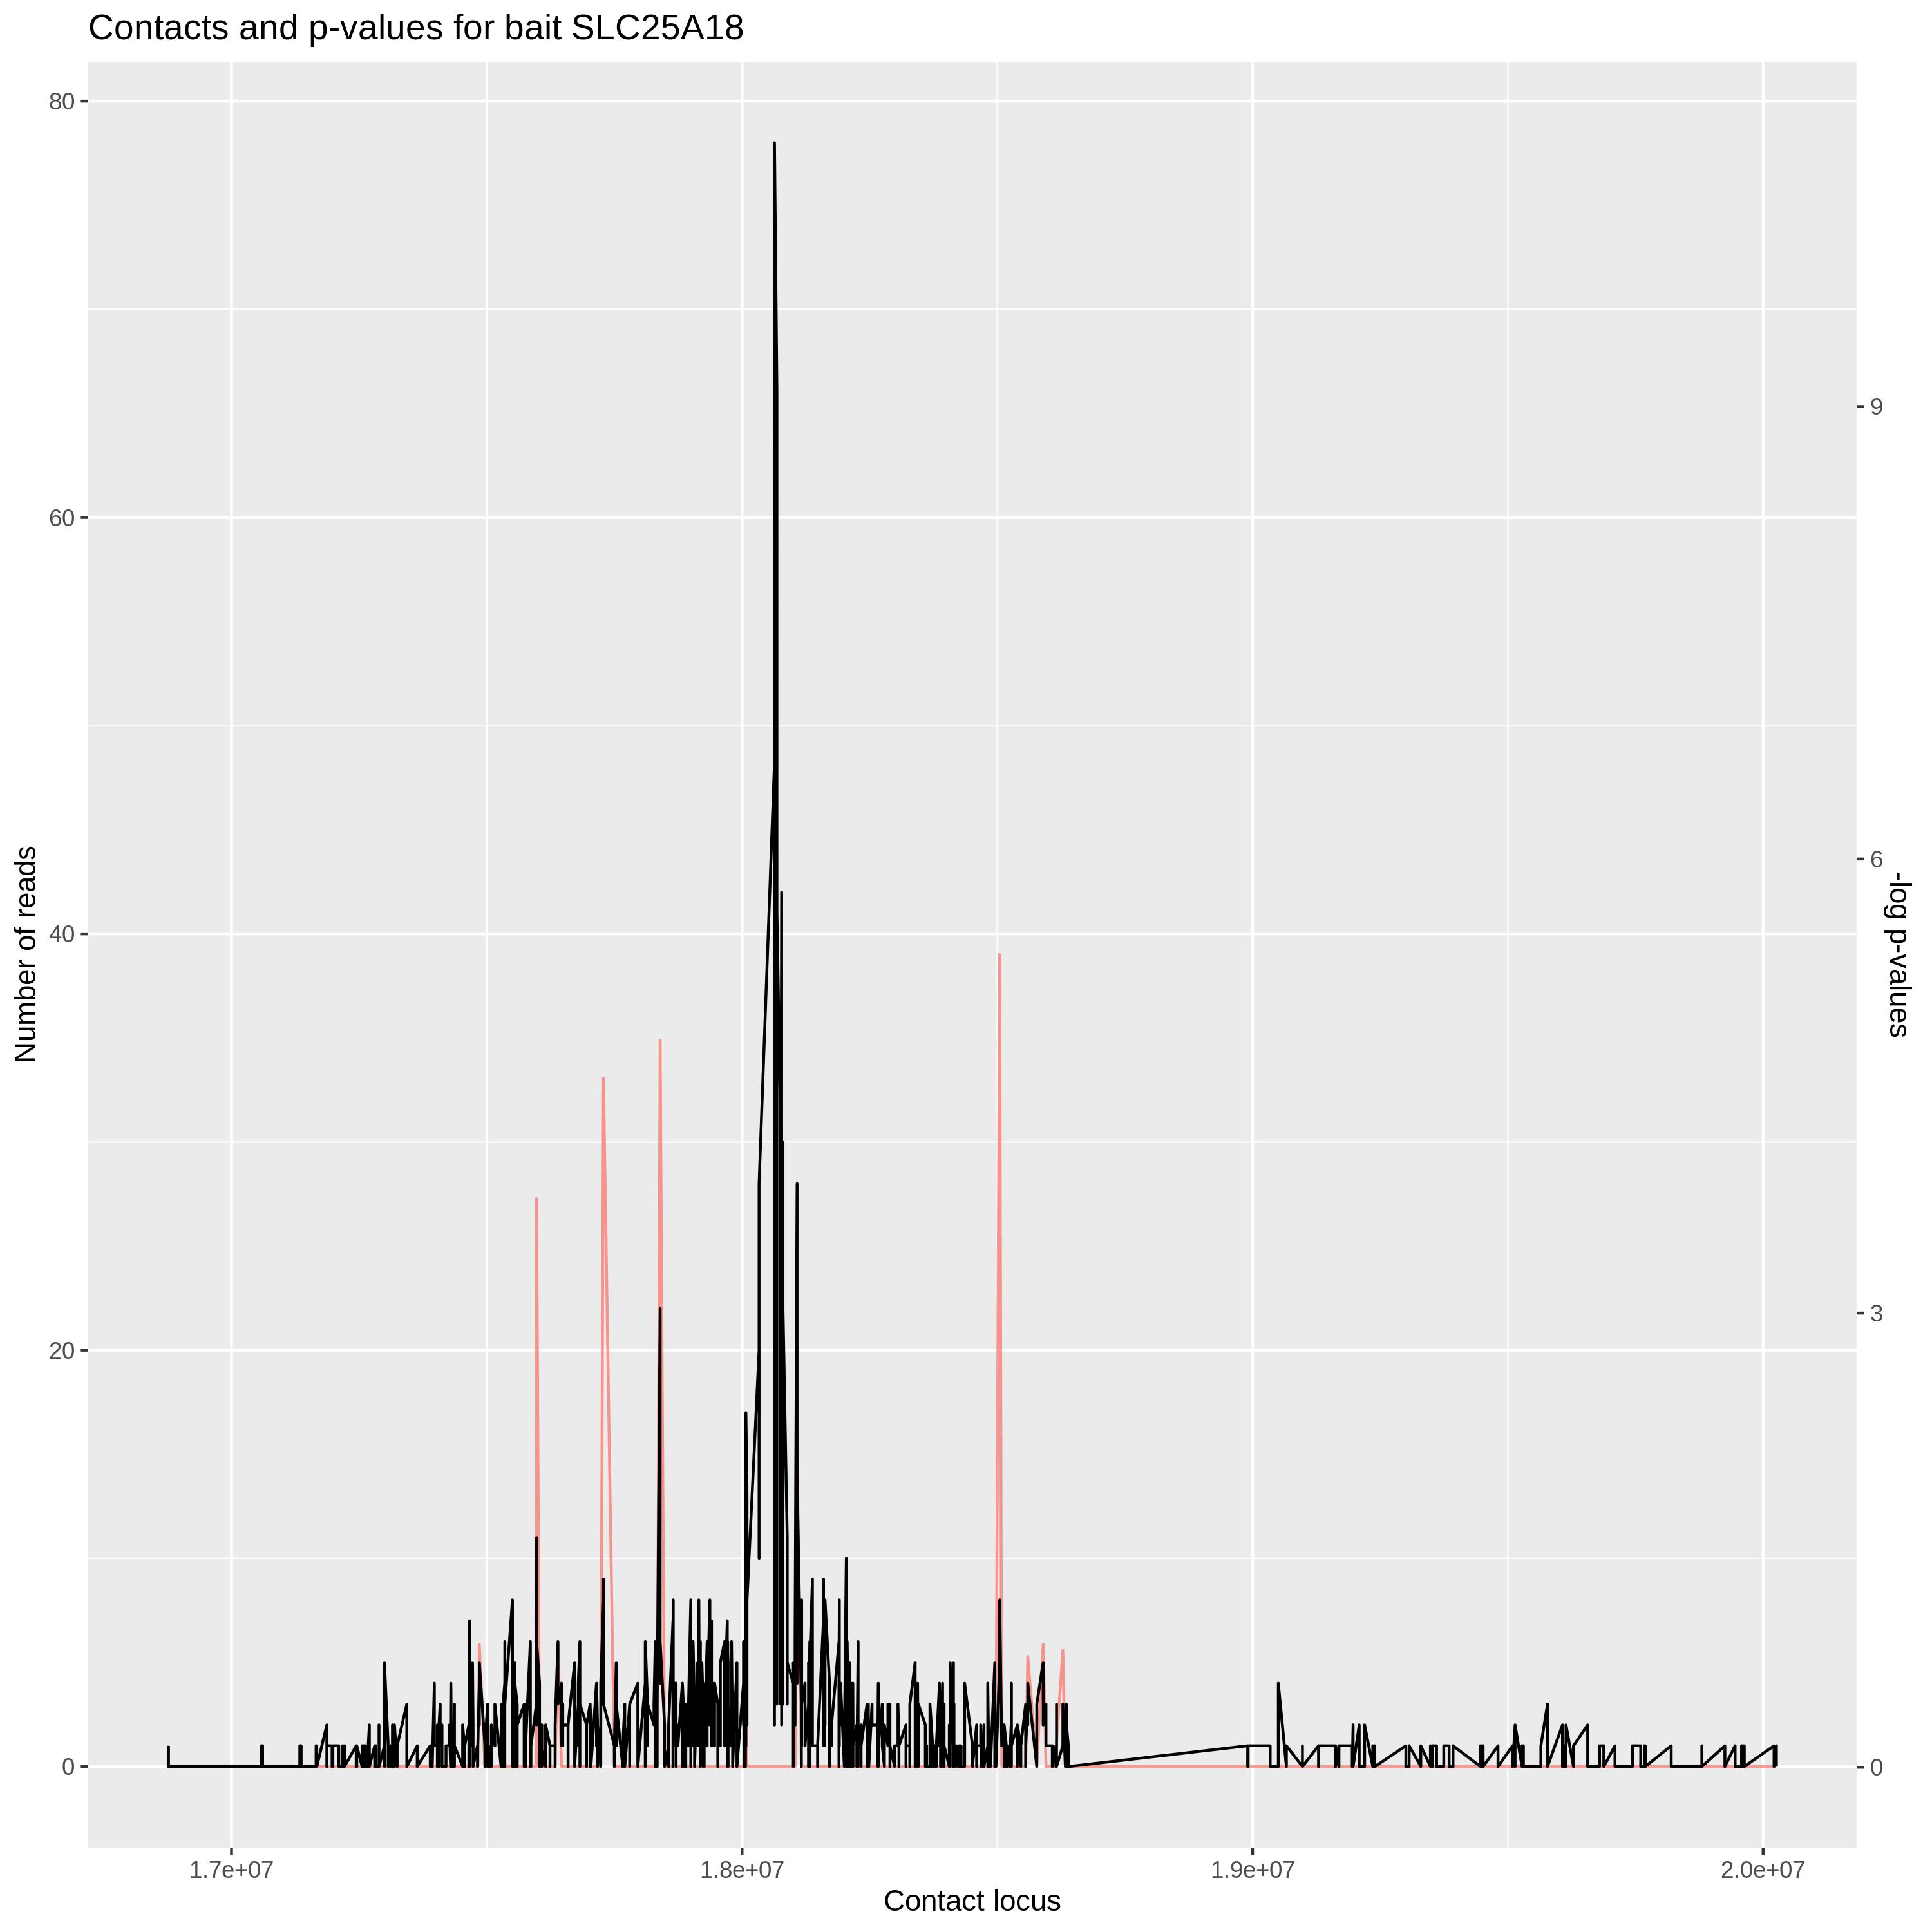 Contacts and p-values for bait SLC25A18
80
60
40
20
0
Number of reads
9
6
3
0
-log p-values
1.7e+07
1.8e+07
1.9e+07
2.0e+07
Contact locus